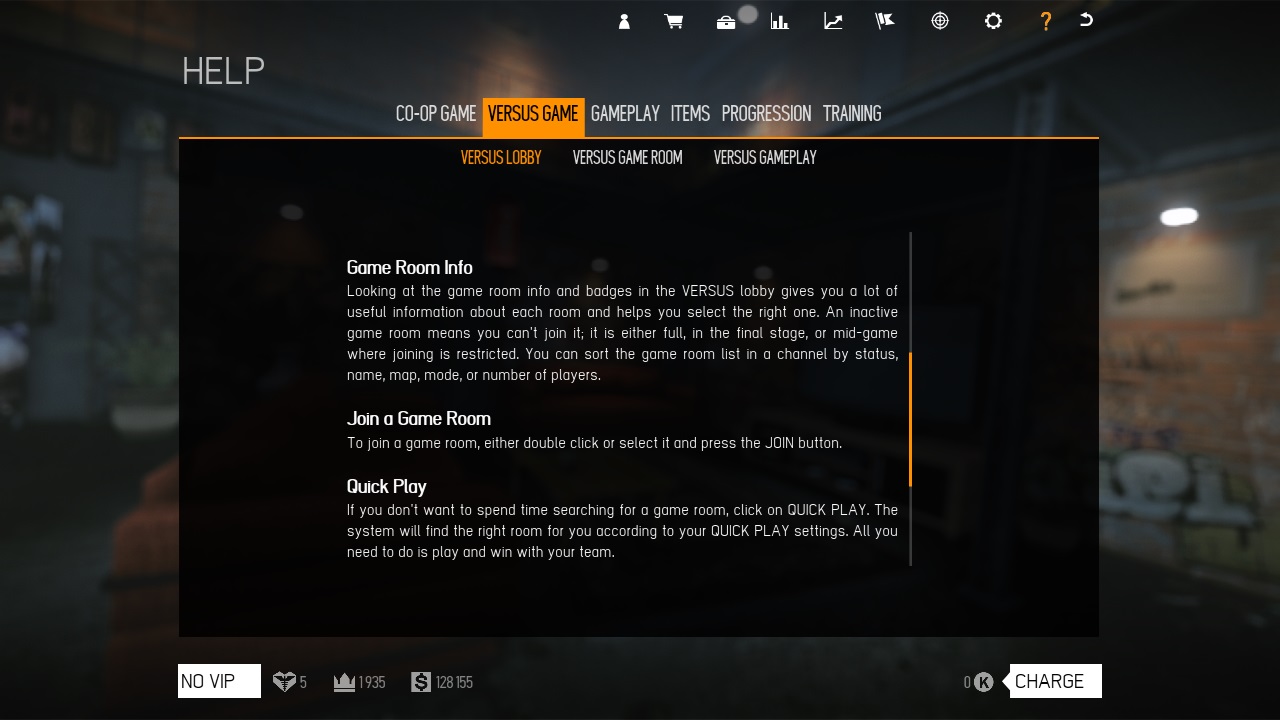 HELP
CO-OP GAME VERSUS GAME GAMEPLAY ITEMS PROGRESSION TRAINING
VERSUS LOBBY VERSUS GAME ROOM VERSUS GAMEPLAY
Game Room Info
Looking at the game room info and badges in the VERSUS lobby gives you a lot of
useful information about each room and helps you select the right one. An inactive
game room means you can't join it; it is either full, in the final stage, or mid-game
where joining is restricted. You can sort the game room list in a channel by status,
name, map, mode, or number of players.
Join a Game Room
To join a game room, either double click or select it and press the JOIN button.
Quick Play
If you don't want to spend time searching for a game room, click on QUICK PLAY. The
system will find the right room for you according to your QUICK PLAY settings. All you
need to do is play and win with your team.
NO VIP 5 1 935 $ 128 155 0 K CHARGE